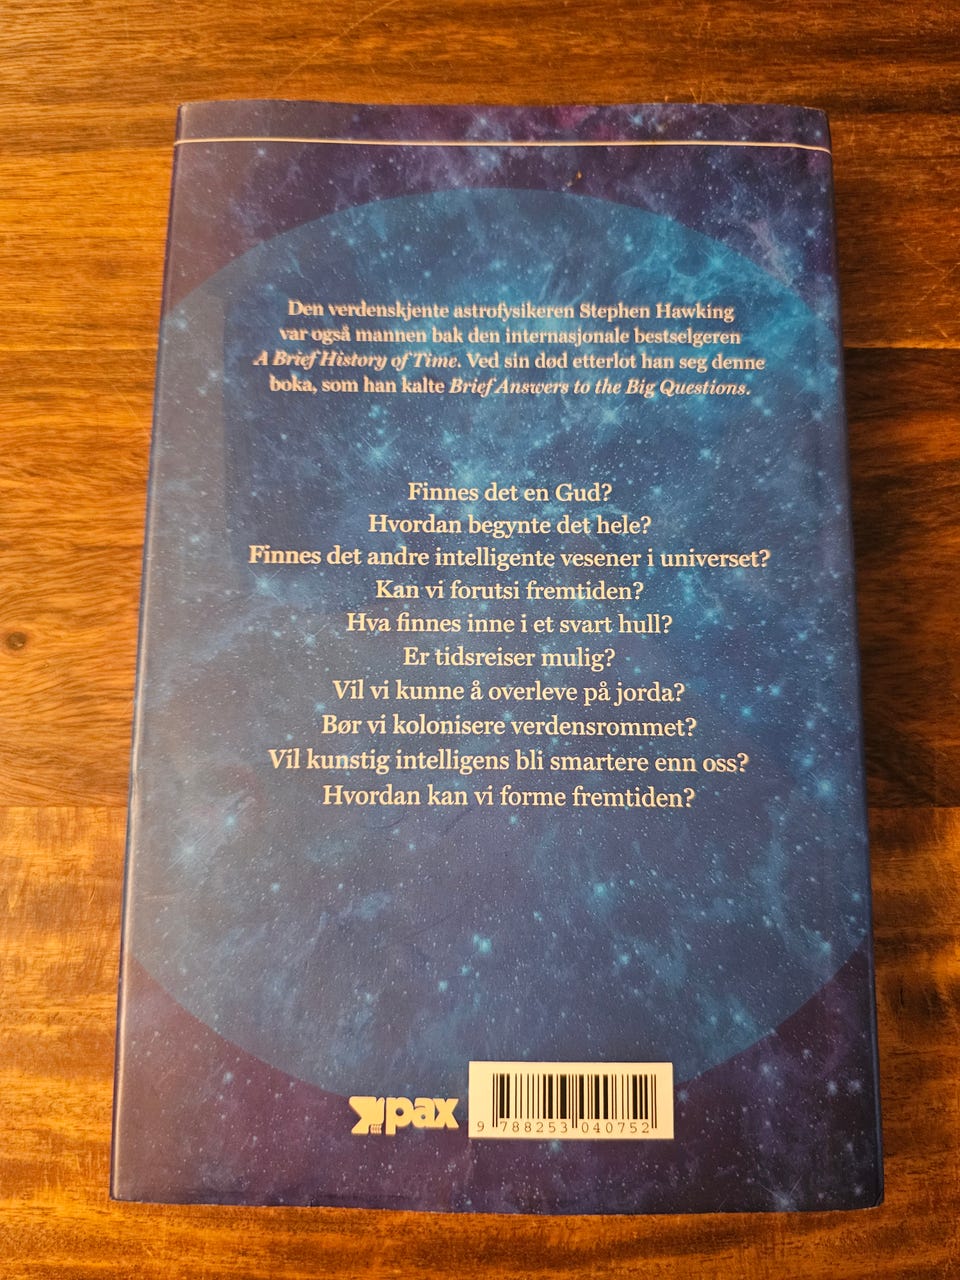 Den verdenskjente astrofysikeren Stephen Hawking
var også mannen bak den internasjonale bestselgeren
A Brief History of Time. Ved sin død etterlot han seg denne
boka, som han kalte Brief Answers to the Big Questions.
Finnes det en Gud?
Hvordan begynte det hele?
Finnes det andre intelligente vesener i universet?
Kan vi forutsi fremtiden?
Hva finnes inne i et svart hull?
Er tidsreiser mulig?
Vil vi kunne å overleve på jorda?
Bør vi kolonisere verdensrommet?
Vil kunstig intelligens bli smartere enn oss?
Hvordan kan vi forme fremtiden?
pax
9 788253 040752